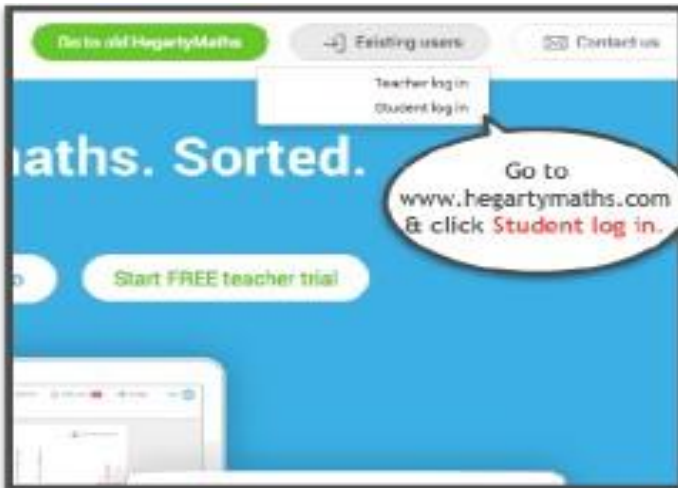 Go to old HegartyMaths
Existing users
Contact us
Teacher log in
Student log in
aths. Sorted.
Go to
www.hegartymaths.com
& click Student log in.
Start FREE teacher trial